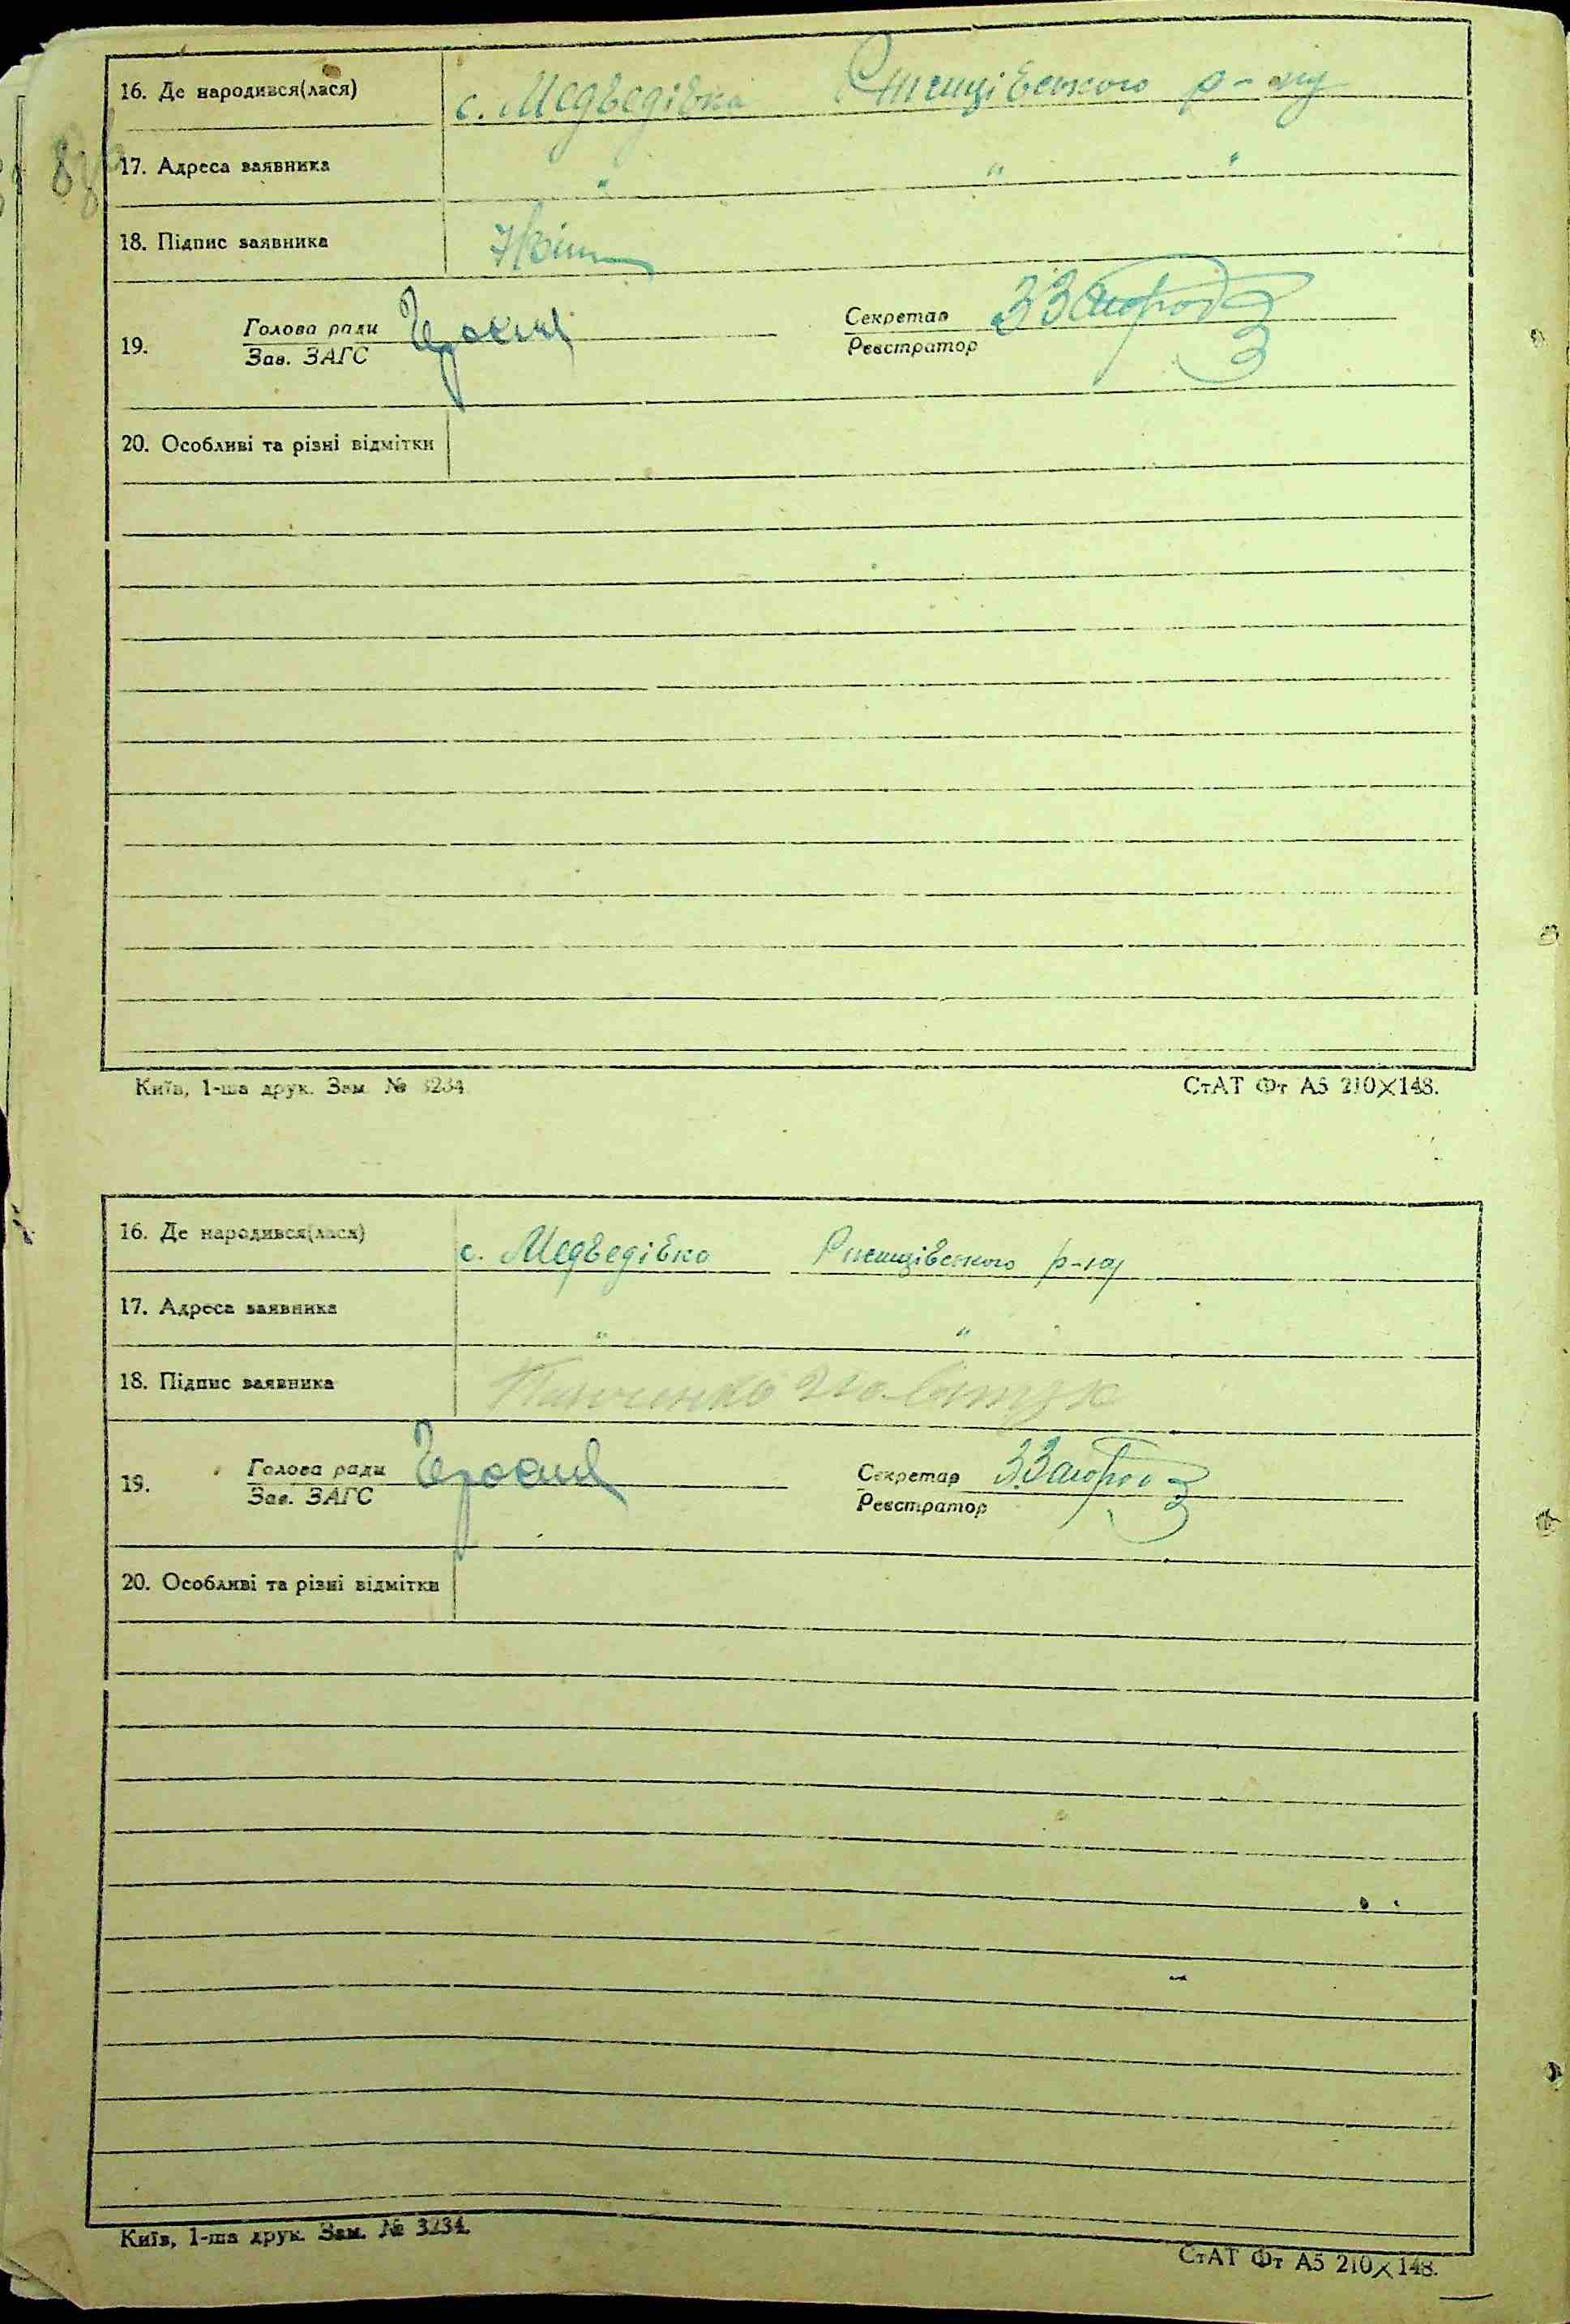 16. Де народився(лася) с. Медведівка Ржищівського р-ну
17. Адреса заявника " " "
18. Підпис заявника
19. Голова ради Секретар
Зав. ЗАГС Реєстратор
20. Особливі та різні відмітки
Київ, 1-ша друк. Зам. № 3234 СтАТ Фт А5 210×148.
16. Де народився(лася) с. Медведівка Ржищівського р-ну
17. Адреса заявника " "
18. Підпис заявника
19. Голова ради Секретар
Зав. ЗАГС Реєстратор
20. Особливі та різні відмітки
Київ, 1-ша друк. Зам. № 3234. СтАТ Фт А5 210×148.